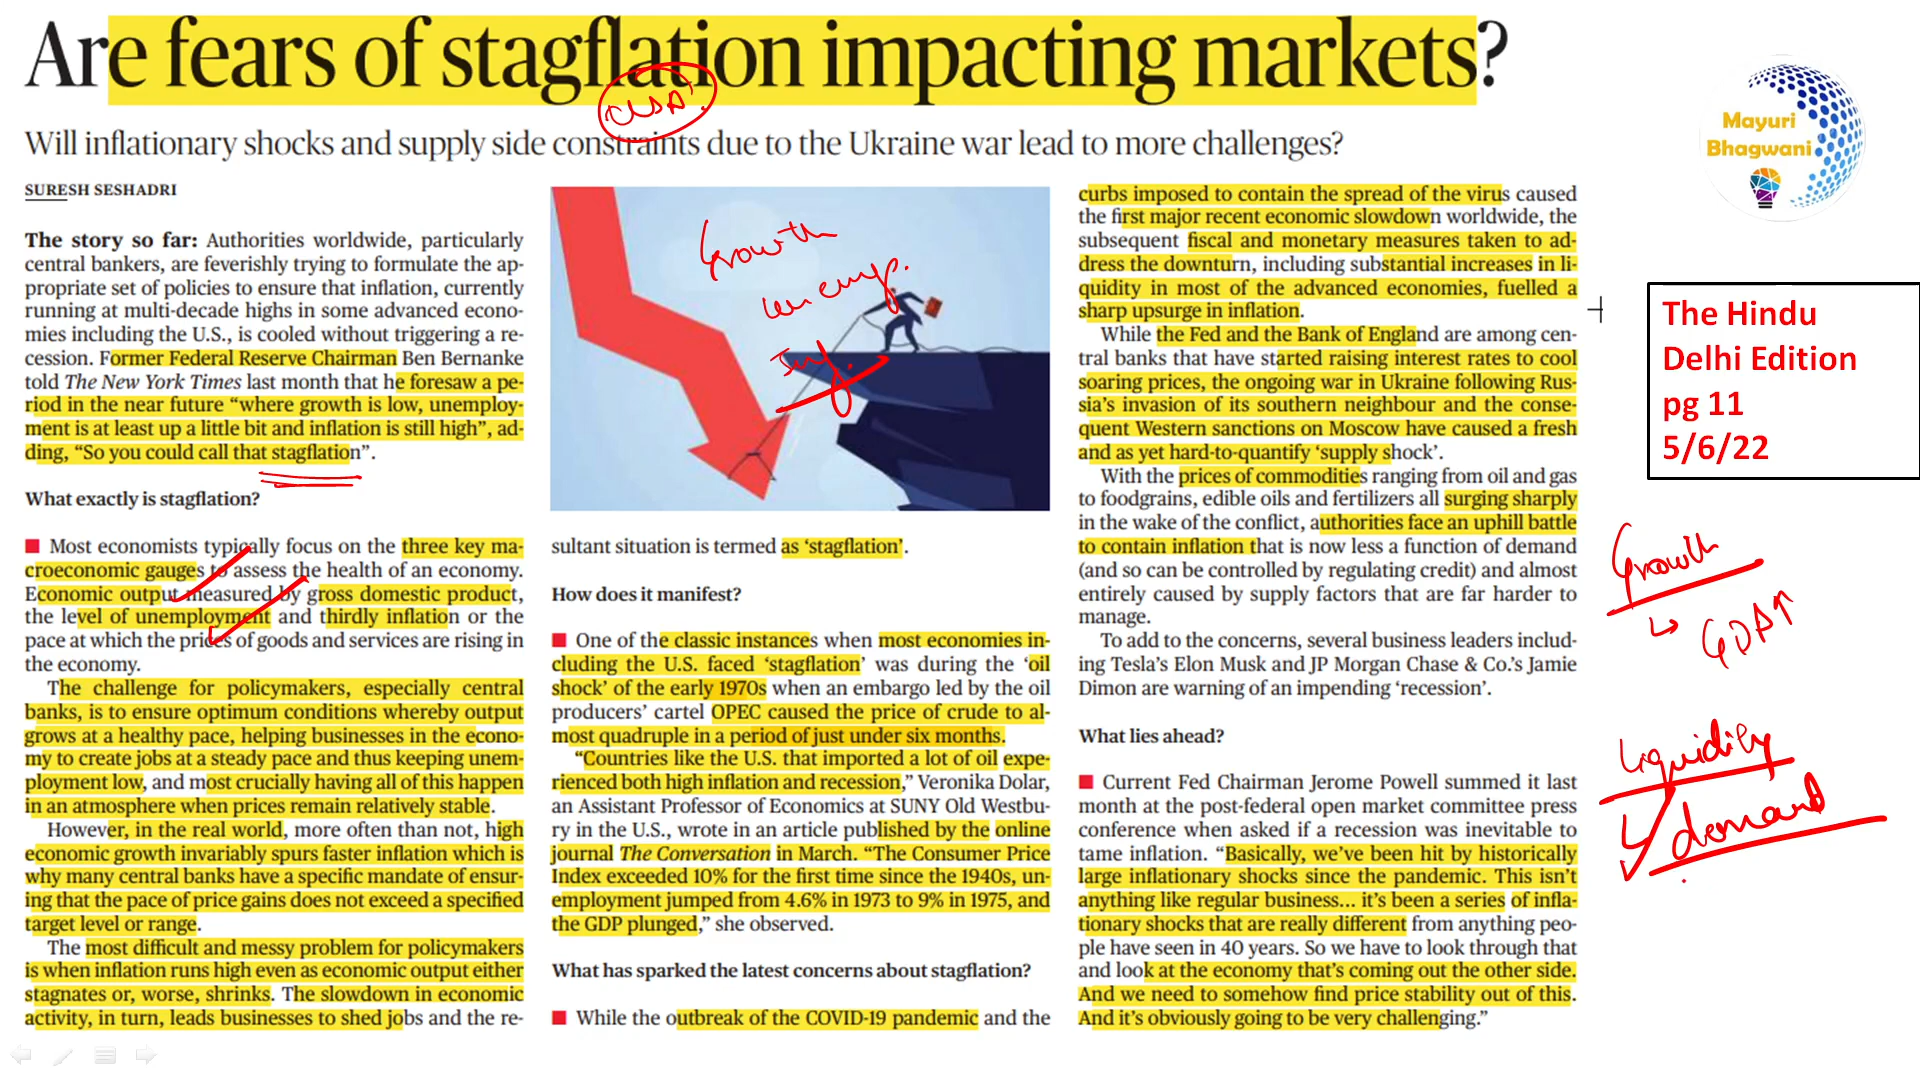 Are fears of stagflation impacting markets?
Will inflationary shocks and supply side constraints due to the Ukraine war lead to more challenges?
SURESH SESHADRI
The story so far: Authorities worldwide, particularly
central bankers, are feverishly trying to formulate the ap-
propriate set of policies to ensure that inflation, currently
running at multi-decade highs in some advanced econo-
mies including the U.S., is cooled without triggering a re-
cession. Former Federal Reserve Chairman Ben Bernanke
told The New York Times last month that he foresaw a pe-
riod in the near future “where growth is low, unemploy-
ment is at least up a little bit and inflation is still high”, ad-
ding, “So you could call that stagflation”.
What exactly is stagflation?
Most economists typically focus on the three key ma-
croeconomic gauges to assess the health of an economy.
Economic output measured by gross domestic product,
the level of unemployment and thirdly inflation or the
pace at which the prices of goods and services are rising in
the economy.
The challenge for policymakers, especially central
banks, is to ensure optimum conditions whereby output
grows at a healthy pace, helping businesses in the econo-
my to create jobs at a steady pace and thus keeping unem-
ployment low, and most crucially having all of this happen
in an atmosphere when prices remain relatively stable.
However, in the real world, more often than not, high
economic growth invariably spurs faster inflation which is
why many central banks have a specific mandate of ensur-
ing that the pace of price gains does not exceed a specified
target level or range.
The most difficult and messy problem for policymakers
is when inflation runs high even as economic output either
stagnates or, worse, shrinks. The slowdown in economic
activity, in turn, leads businesses to shed jobs and the re-
Growth
unemp.
Inf.
sultant situation is termed as ‘stagflation’.
How does it manifest?
One of the classic instances when most economies in-
cluding the U.S. faced ‘stagflation’ was during the ‘oil
shock’ of the early 1970s when an embargo led by the oil
producers’ cartel OPEC caused the price of crude to al-
most quadruple in a period of just under six months.
“Countries like the U.S. that imported a lot of oil expe-
rienced both high inflation and recession,” Veronika Dolar,
an Assistant Professor of Economics at SUNY Old Westbu-
ry in the U.S., wrote in an article published by the online
journal The Conversation in March. “The Consumer Price
Index exceeded 10% for the first time since the 1940s, un-
employment jumped from 4.6% in 1973 to 9% in 1975, and
the GDP plunged,” she observed.
What has sparked the latest concerns about stagflation?
While the outbreak of the COVID-19 pandemic and the
curbs imposed to contain the spread of the virus caused
the first major recent economic slowdown worldwide, the
subsequent fiscal and monetary measures taken to ad-
dress the downturn, including substantial increases in li-
quidity in most of the advanced economies, fuelled a
sharp upsurge in inflation.
While the Fed and the Bank of England are among cen-
tral banks that have started raising interest rates to cool
soaring prices, the ongoing war in Ukraine following Rus-
sia’s invasion of its southern neighbour and the conse-
quent Western sanctions on Moscow have caused a fresh
and as yet hard-to-quantify ‘supply shock’.
With the prices of commodities ranging from oil and gas
to foodgrains, edible oils and fertilizers all surging sharply
in the wake of the conflict, authorities face an uphill battle
to contain inflation that is now less a function of demand
(and so can be controlled by regulating credit) and almost
entirely caused by supply factors that are far harder to
manage.
To add to the concerns, several business leaders includ-
ing Tesla’s Elon Musk and JP Morgan Chase & Co.’s Jamie
Dimon are warning of an impending ‘recession’.
What lies ahead?
Current Fed Chairman Jerome Powell summed it last
month at the post-federal open market committee press
conference when asked if a recession was inevitable to
tame inflation. “Basically, we’ve been hit by historically
large inflationary shocks since the pandemic. This isn’t
anything like regular business... it’s been a series of infla-
tionary shocks that are really different from anything peo-
ple have seen in 40 years. So we have to look through that
and look at the economy that’s coming out the other side.
And we need to somehow find price stability out of this.
And it’s obviously going to be very challenging.”
Mayuri
Bhagwani
The Hindu
Delhi Edition
pg 11
5/6/22
Growth
Liquidity
demand